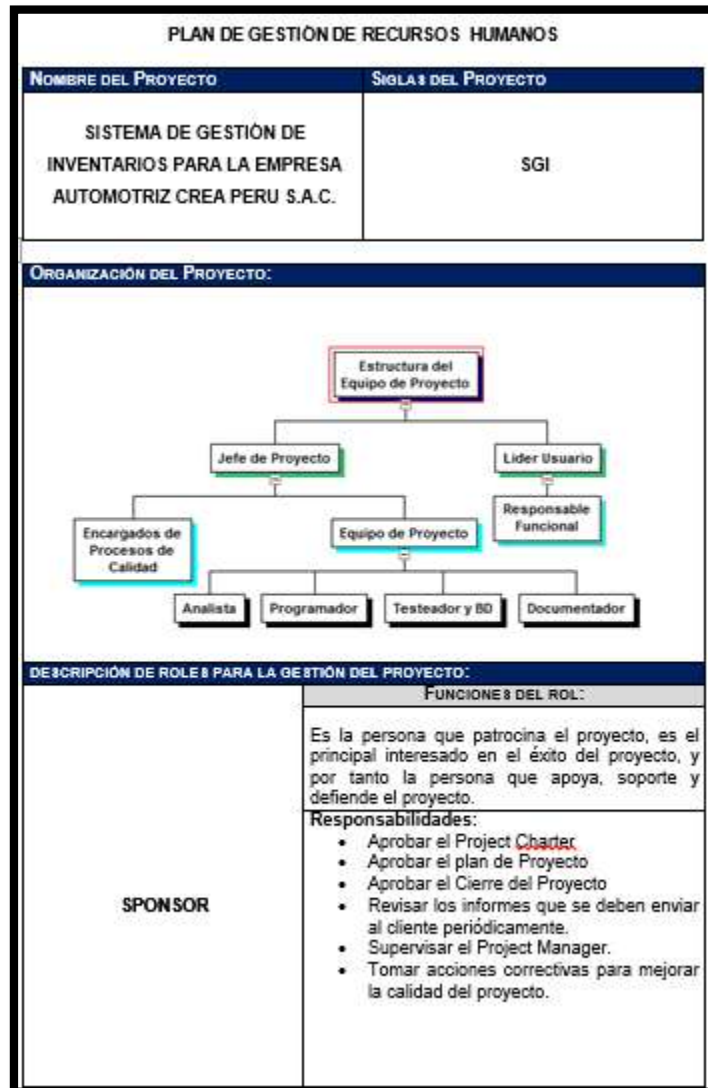 PLAN DE GESTIÓN DE RECURSOS HUMANOS
NOMBRE DEL PROYECTO
SIGLAS DEL PROYECTO
SISTEMA DE GESTIÓN DE
INVENTARIOS PARA LA EMPRESA
AUTOMOTRIZ CREA PERU S.A.C.
SGI
ORGANIZACIÓN DEL PROYECTO:
Estructura del
Equipo de Proyecto
Jefe de Proyecto
Lider Usuario
Encargados de
Procesos de
Calidad
Equipo de Proyecto
Responsable
Funcional
Analista
Programador
Testeador y BD
Documentador
DESCRIPCIÓN DE ROLES PARA LA GESTIÓN DEL PROYECTO:
SPONSOR
FUNCIONES DEL ROL:
Es la persona que patrocina el proyecto, es el
principal interesado en el éxito del proyecto, y
por tanto la persona que apoya, soporte y
defiende el proyecto.
Responsabilidades:
• Aprobar el Project Charter
• Aprobar el plan de Proyecto
• Aprobar el Cierre del Proyecto
• Revisar los informes que se deben enviar
al cliente periódicamente.
• Supervisar el Project Manager.
• Tomar acciones correctivas para mejorar
la calidad del proyecto.